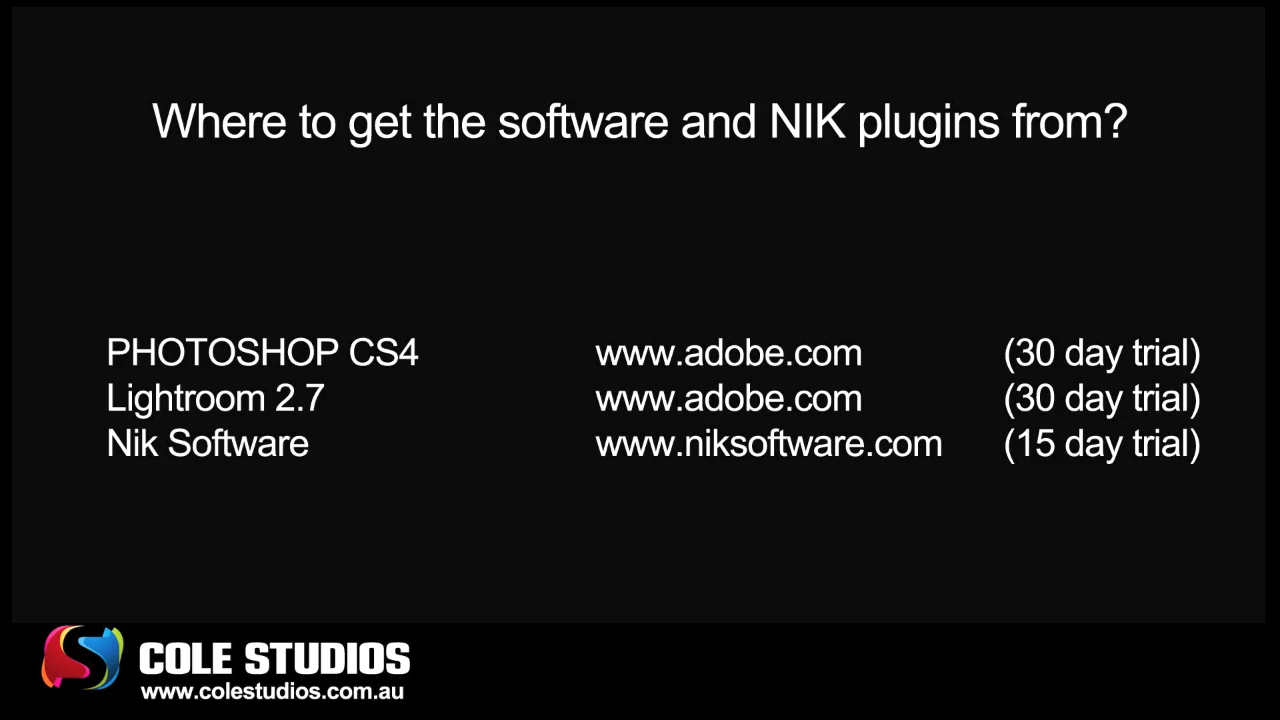 Where to get the software and NIK plugins from?
PHOTOSHOP CS4 www.adobe.com (30 day trial)
Lightroom 2.7 www.adobe.com (30 day trial)
Nik Software www.niksoftware.com (15 day trial)
COLE STUDIOS
www.colestudios.com.au